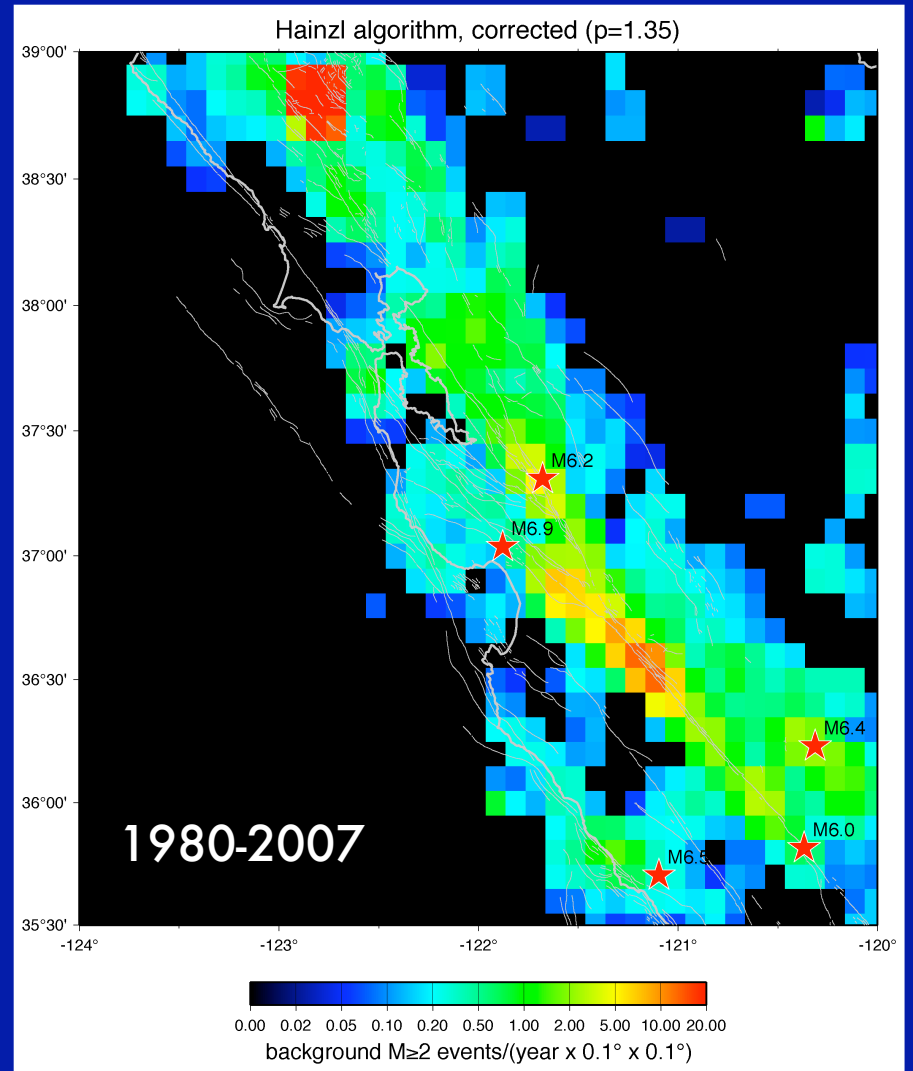 Hainzl algorithm, corrected (p=1.35)
39°00'
38°30'
38°00'
37°30'
M6.2
M6.9
37°00'
36°30'
M6.4
36°00'
M6.0
1980-2007
M6.5
35°30'
-124° -123° -122° -121° -120°
0.00 0.02 0.05 0.10 0.20 0.50 1.00 2.00 5.00 10.00 20.00
background M≥2 events/(year x 0.1° x 0.1°)